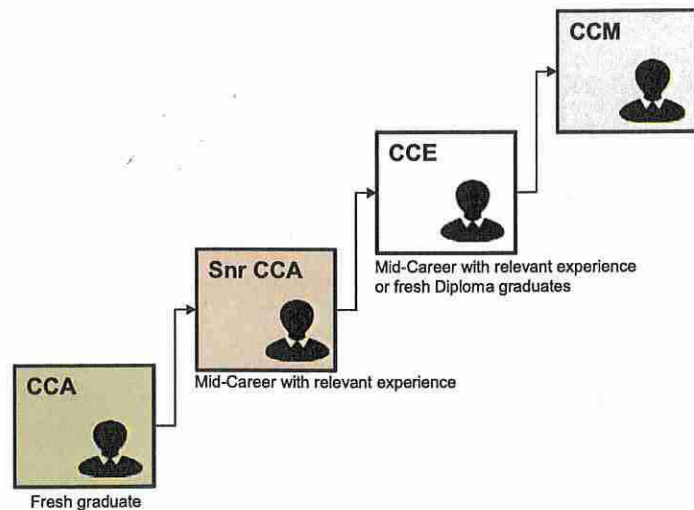 CCM
CCE
Mid-Career with relevant experience
or fresh Diploma graduates
Snr CCA
Mid-Career with relevant experience
CCA
Fresh graduate